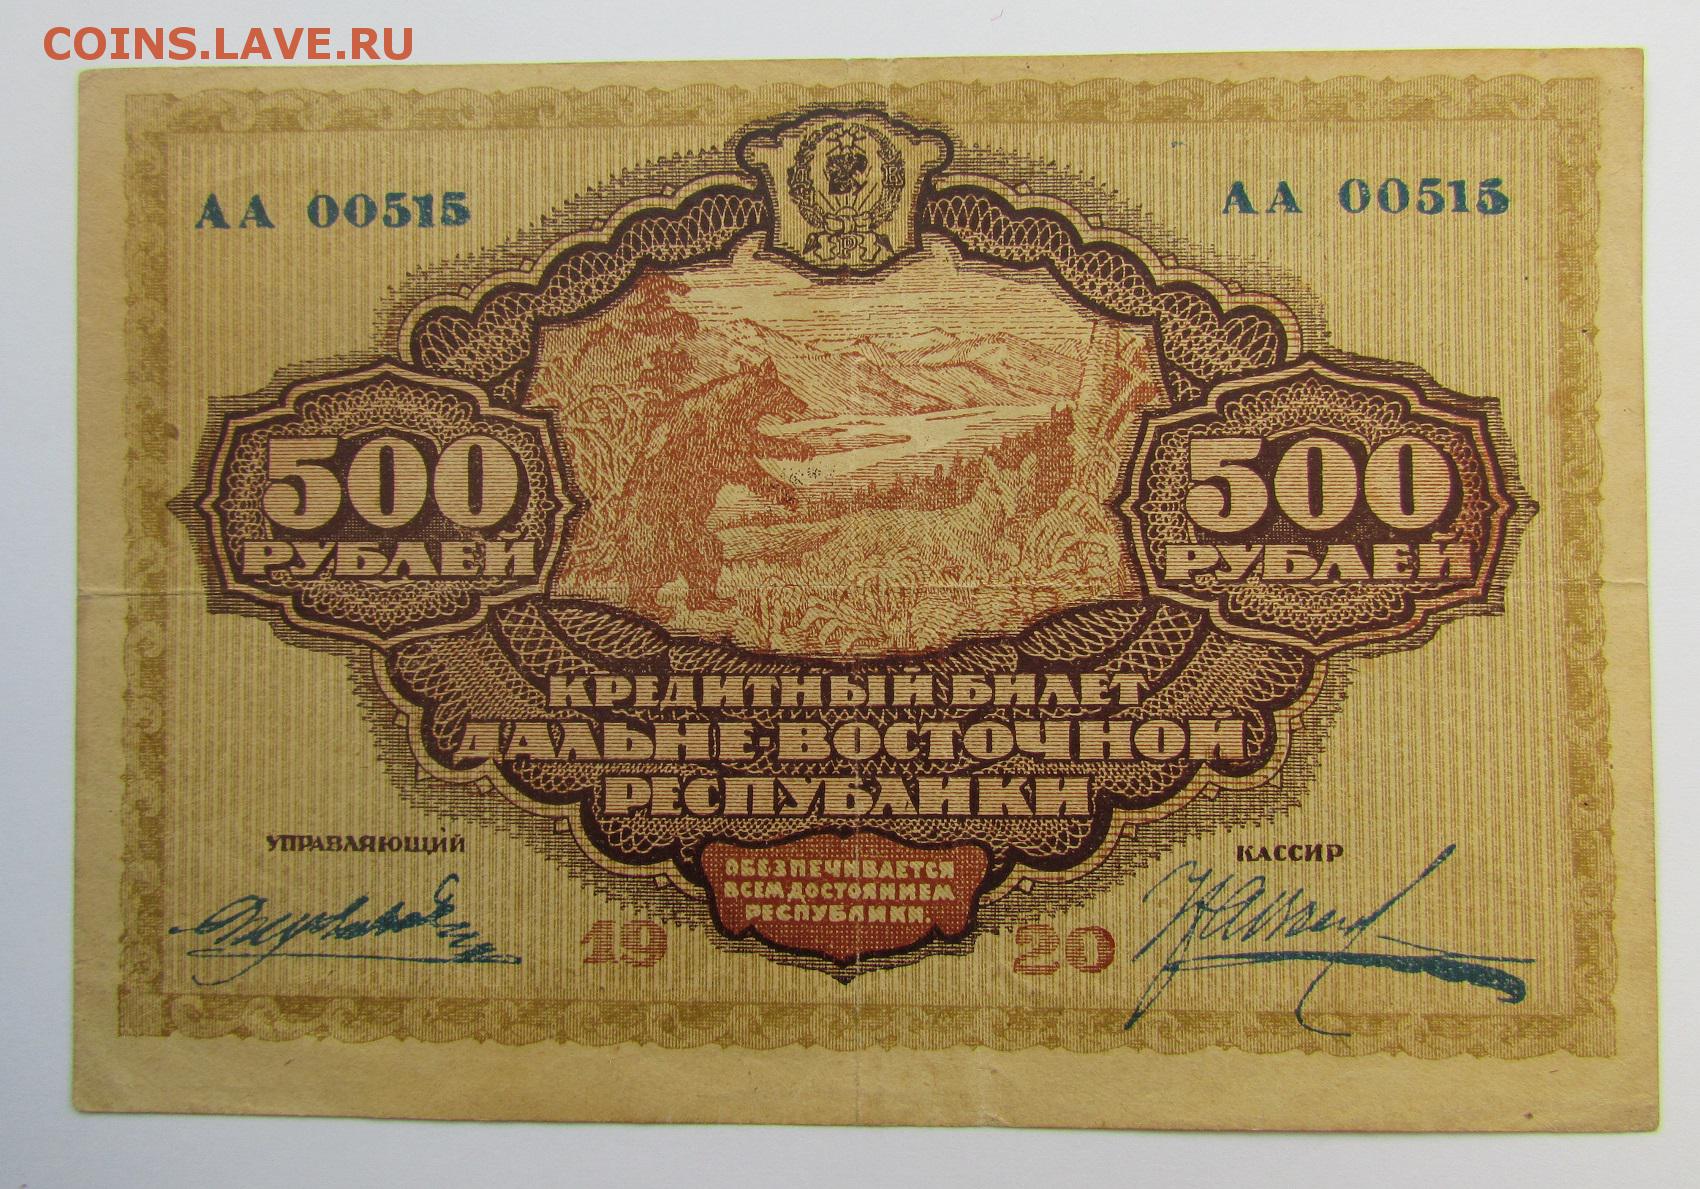 COINS.LAVE.RU
АА 00515 АА 00515
Д В
Р
500 500
РУБЛЕЙ РУБЛЕЙ
КРЕДИТНЫЙ БИЛЕТ
ДАЛЬНЕ-ВОСТОЧНОЙ
РЕСПУБЛИКИ
УПРАВЛЯЮЩИЙ КАССИР
ОБЕЗПЕЧИВАЕТСЯ
ВСЕМ ДОСТОЯНИЕМ
РЕСПУБЛИКИ.
19 20